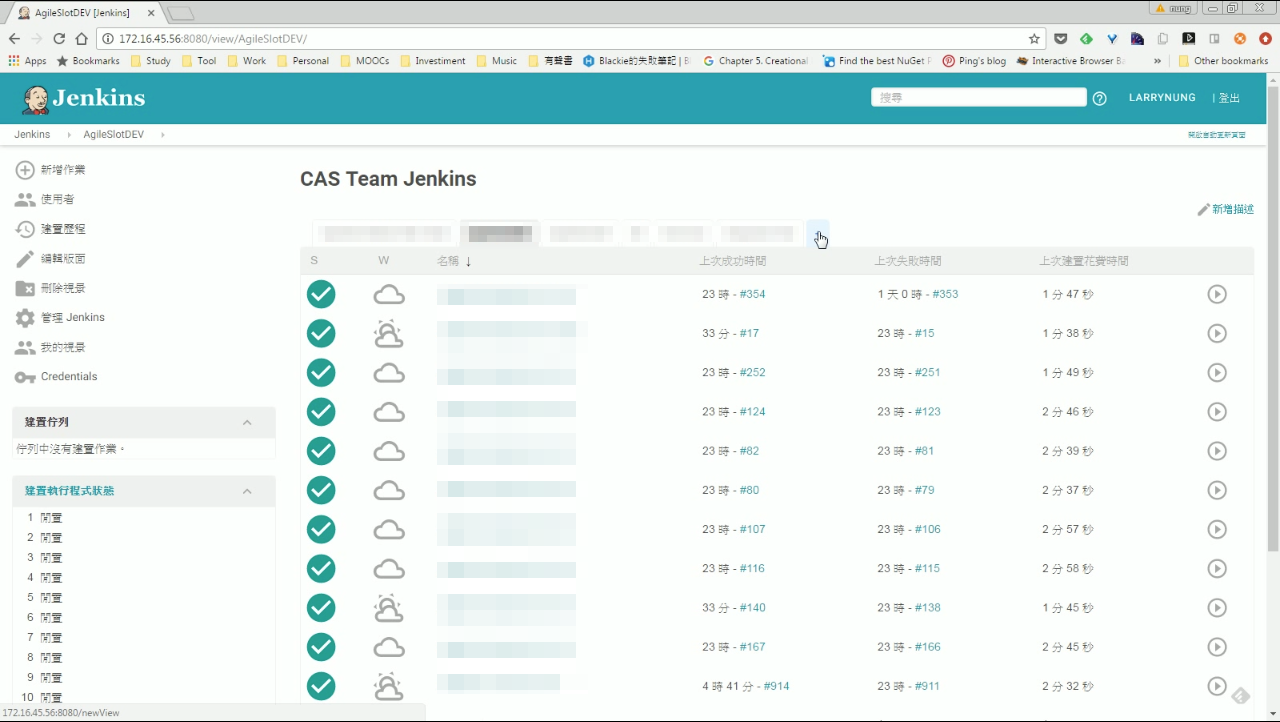 AgileSlotDEV [Jenkins]
nung
172.16.45.56:8080/view/AgileSlotDEV/
Apps Bookmarks Study Tool Work Personal MOOCs Investiment Music 有聲書 Blackie的失敗筆記 | B Chapter 5. Creational Find the best NuGet P Ping's blog Interactive Browser Ba » Other bookmarks
Jenkins
搜尋
LARRYNUNG | 登出
Jenkins AgileSlotDEV
開啟自動更新頁面
新增作業
使用者
建置歷程
編輯版面
刪除視景
管理 Jenkins
我的視景
Credentials
建置佇列
佇列中沒有建置作業。
建置執行程式狀態
1 閒置
2 閒置
3 閒置
4 閒置
5 閒置
6 閒置
7 閒置
8 閒置
9 閒置
10 閒置
CAS Team Jenkins
新增描述
S W 名稱 ↓ 上次成功時間 上次失敗時間 上次建置花費時間
23 時 - #354 1 天 0 時 - #353 1 分 47 秒
33 分 - #17 23 時 - #15 1 分 38 秒
23 時 - #252 23 時 - #251 1 分 49 秒
23 時 - #124 23 時 - #123 2 分 46 秒
23 時 - #82 23 時 - #81 2 分 39 秒
23 時 - #80 23 時 - #79 2 分 37 秒
23 時 - #107 23 時 - #106 2 分 57 秒
23 時 - #116 23 時 - #115 2 分 58 秒
33 分 - #140 23 時 - #138 1 分 45 秒
23 時 - #167 23 時 - #166 2 分 45 秒
4 時 41 分 - #914 23 時 - #911 2 分 32 秒
172.16.45.56:8080/newView